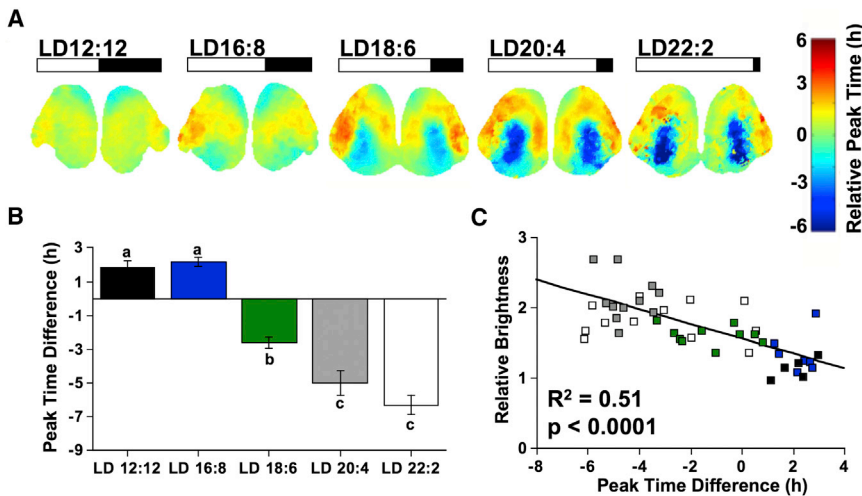 A
LD12:12 LD16:8 LD18:6 LD20:4 LD22:2
6
3
0
-3
-6
Relative Peak Time (h)
B
Peak Time Difference (h)
3
1
-1
-3
-5
-7
-9
a
a
b
c
c
LD 12:12 LD 16:8 LD 18:6 LD 20:4 LD 22:2
C
Relative Brightness
3
2
1
0
R² = 0.51
p < 0.0001
-8 -6 -4 -2 0 2 4
Peak Time Difference (h)